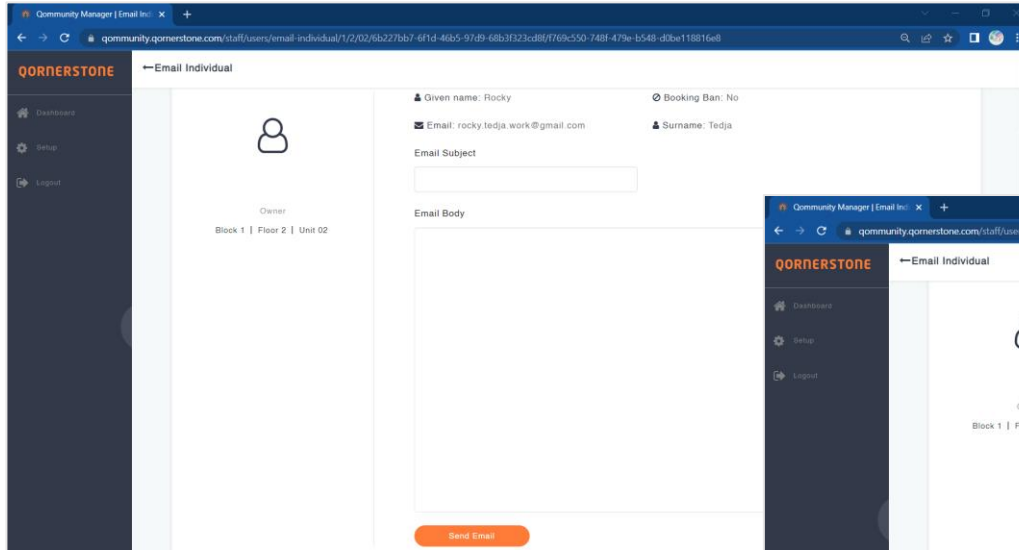 Qommunity Manager | Email Indi
qommunity.qornerstone.com/staff/users/email-individual/1/2/02/6b227bb7-6f1d-46b5-97d9-68b3f323cd8f/f769c550-748f-479e-b548-d0be118816e8
QORNERSTONE
←Email Individual
Dashboard
Setup
Logout
Owner
Block 1 | Floor 2 | Unit 02
Given name: Rocky
Booking Ban: No
Email: rocky.tedja.work@gmail.com
Surname: Tedja
Email Subject
Email Body
Send Email
Qommunity Manager | Email Indi
qommunity.qornerstone.com/staff/use
QORNERSTONE
←Email Individual
Dashboard
Setup
Logout
Block 1 | F